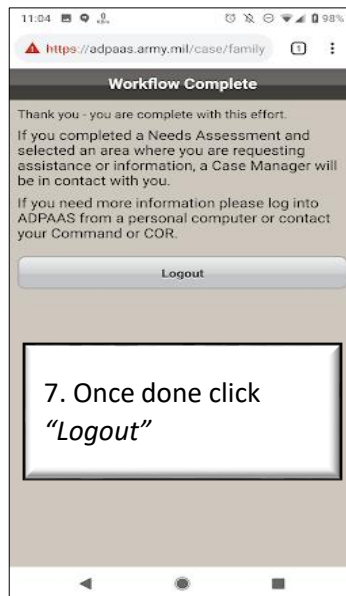 11:04
98%
https://adpaas.army.mil/case/family
1
Workflow Complete
Thank you - you are complete with this effort.
If you completed a Needs Assessment and
selected an area where you are requesting
assistance or information, a Case Manager will
be in contact with you.
If you need more information please log into
ADPAAS from a personal computer or contact
your Command or COR.
Logout
7. Once done click
“Logout”